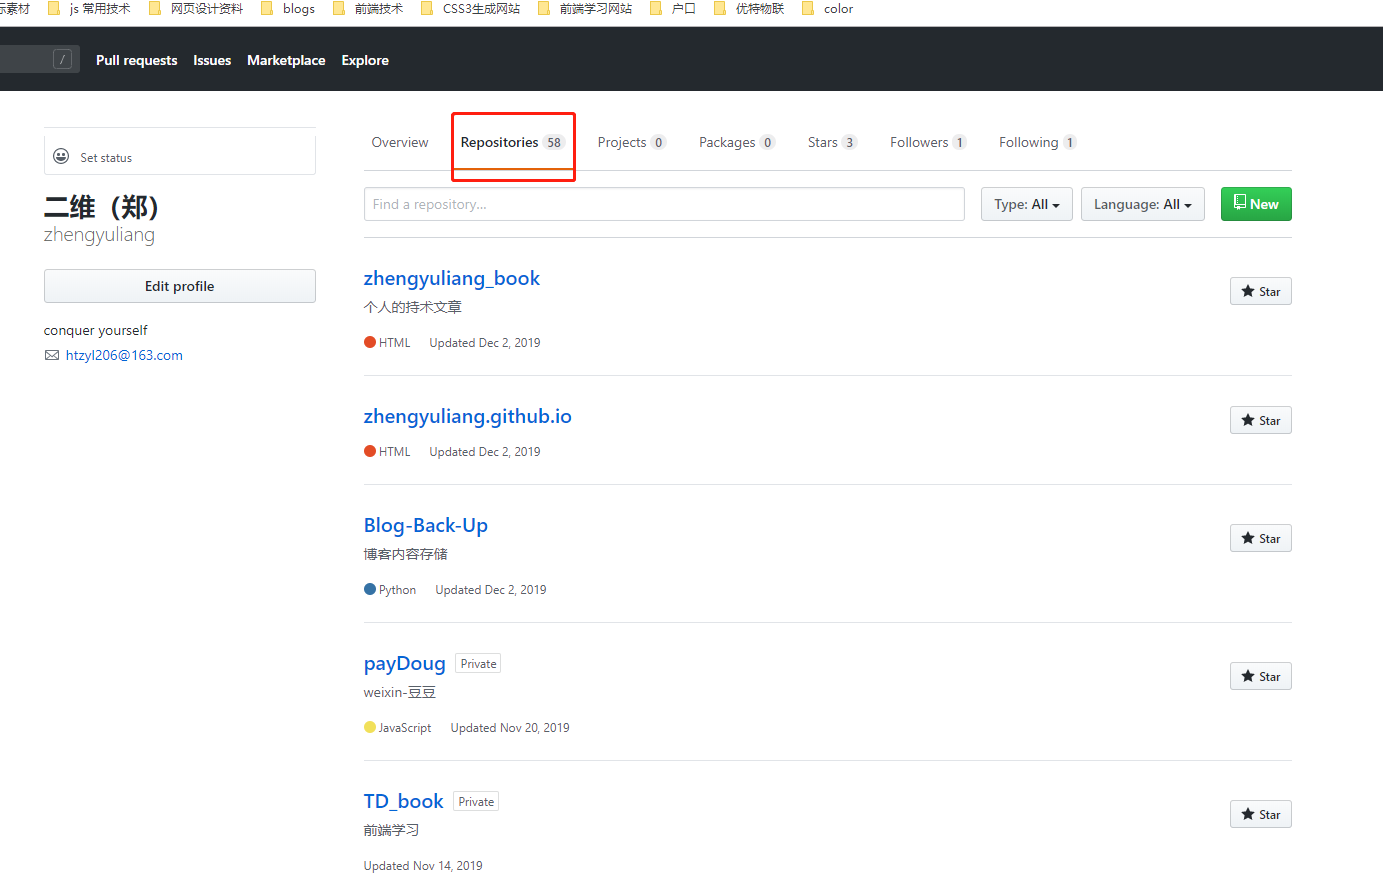 示素材 js 常用技术 网页设计资料 blogs 前端技术 CSS3生成网站 前端学习网站 户口 优特物联 color
/ Pull requests Issues Marketplace Explore
Overview Repositories 58 Projects 0 Packages 0 Stars 3 Followers 1 Following 1
Set status
二维（郑）
zhengyuliang
Edit profile
conquer yourself
htzyl206@163.com
Find a repository... Type: All Language: All New
zhengyuliang_book
个人的持术文章
HTML Updated Dec 2, 2019
Star
zhengyuliang.github.io
HTML Updated Dec 2, 2019
Star
Blog-Back-Up
博客内容存储
Python Updated Dec 2, 2019
Star
payDoug Private
weixin-豆豆
JavaScript Updated Nov 20, 2019
Star
TD_book Private
前端学习
Updated Nov 14, 2019
Star